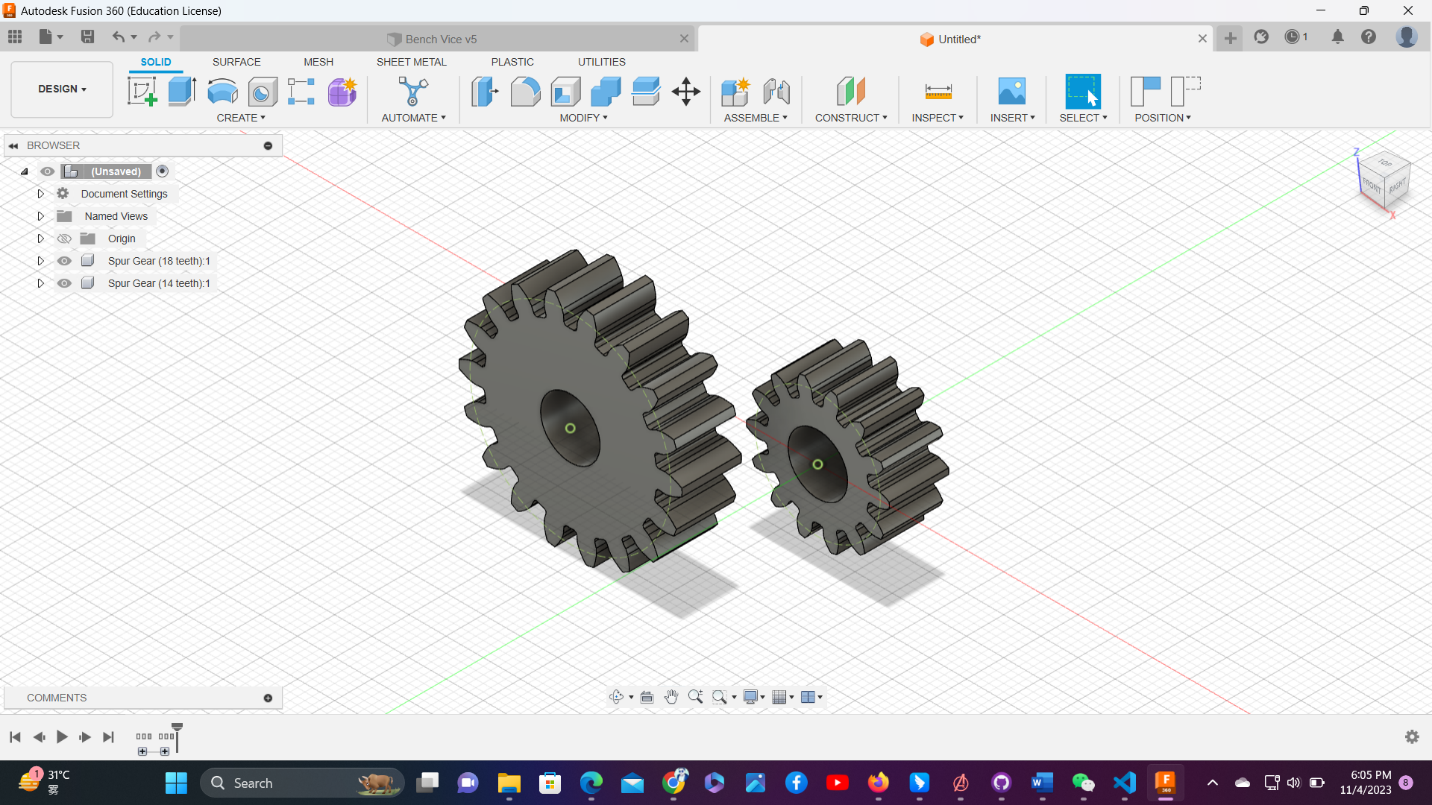 Autodesk Fusion 360 (Education License)
Bench Vice v5
Untitled*
1
DESIGN
SOLID
SURFACE
MESH
SHEET METAL
PLASTIC
UTILITIES
CREATE
AUTOMATE
MODIFY
ASSEMBLE
CONSTRUCT
INSPECT
INSERT
SELECT
POSITION
BROWSER
(Unsaved)
Document Settings
Named Views
Origin
Spur Gear (18 teeth):1
Spur Gear (14 teeth):1
Z
TOP
FRONT
RIGHT
X
COMMENTS
1
31°C
雾
Search
W
F
360
6:05 PM
11/4/2023
8